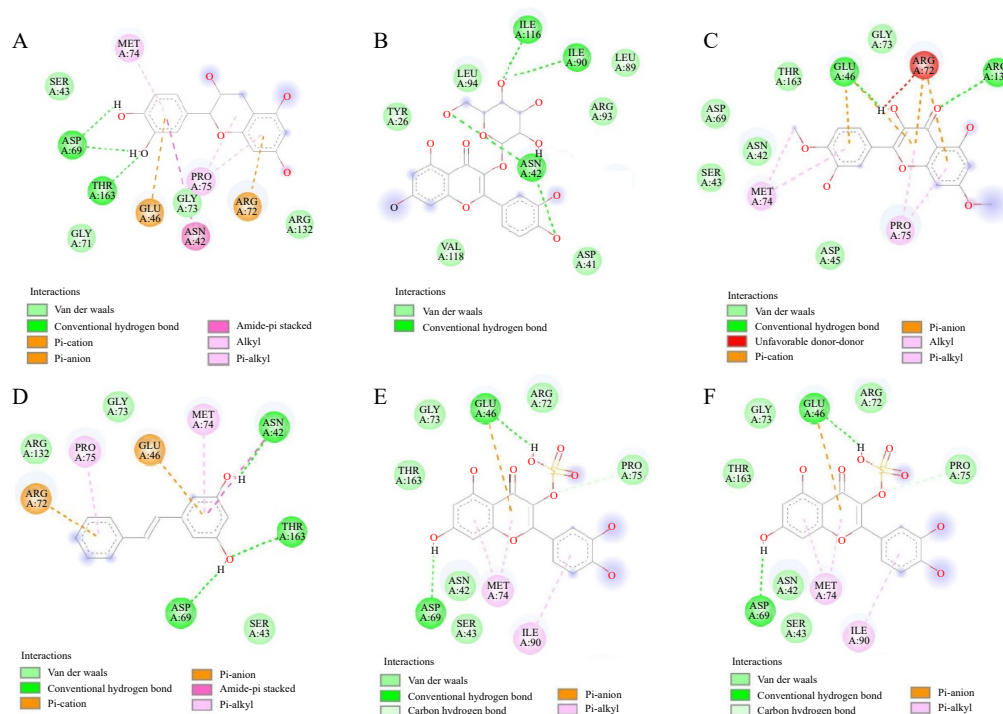 A
MET
A:74
SER
A:43
H
O
O
O
ASP
A:69
HO
O
O
THR
A:163
PRO
A:75
GLU
A:46
GLY
A:73
ARG
A:72
ASN
A:42
ARG
A:132
GLY
A:71
Interactions
Van der waals
Conventional hydrogen bond
Pi-cation
Pi-anion
Amide-pi stacked
Alkyl
Pi-alkyl
B
ILE
A:116
ILE
A:90
LEU
A:89
LEU
A:94
TYR
A:26
ARG
A:93
O
O
O
O
O
H
ASN
A:42
O
O
O
O
O
O
O
VAL
A:118
ASP
A:41
Interactions
Van der waals
Conventional hydrogen bond
C
GLY
A:73
GLU
A:46
ARG
A:72
ARG
A:13
THR
A:163
H
O
O
ASP
A:69
ASN
A:42
O
O
O
O
O
SER
A:43
MET
A:74
PRO
A:75
ASP
A:45
Interactions
Van der waals
Conventional hydrogen bond
Unfavorable donor-donor
Pi-cation
Pi-anion
Alkyl
Pi-alkyl
D
GLY
A:73
MET
A:74
ASN
A:42
ARG
A:132
PRO
A:75
GLU
A:46
O
H
ARG
A:72
THR
A:163
O
H
ASP
A:69
SER
A:43
Interactions
Van der waals
Conventional hydrogen bond
Pi-cation
Pi-anion
Amide-pi stacked
Pi-alkyl
E
GLY
A:73
GLU
A:46
ARG
A:72
H
O
O
S
O
O
THR
A:163
PRO
A:75
O
O
O
O
O
O
H
ASN
A:42
MET
A:74
ASP
A:69
SER
A:43
ILE
A:90
Interactions
Van der waals
Conventional hydrogen bond
Carbon hydrogen bond
Pi-anion
Pi-alkyl
F
GLY
A:73
GLU
A:46
ARG
A:72
H
O
O
S
O
O
THR
A:163
PRO
A:75
O
O
O
O
O
O
H
ASN
A:42
MET
A:74
ASP
A:69
SER
A:43
ILE
A:90
Interactions
Van der waals
Conventional hydrogen bond
Carbon hydrogen bond
Pi-anion
Pi-alkyl